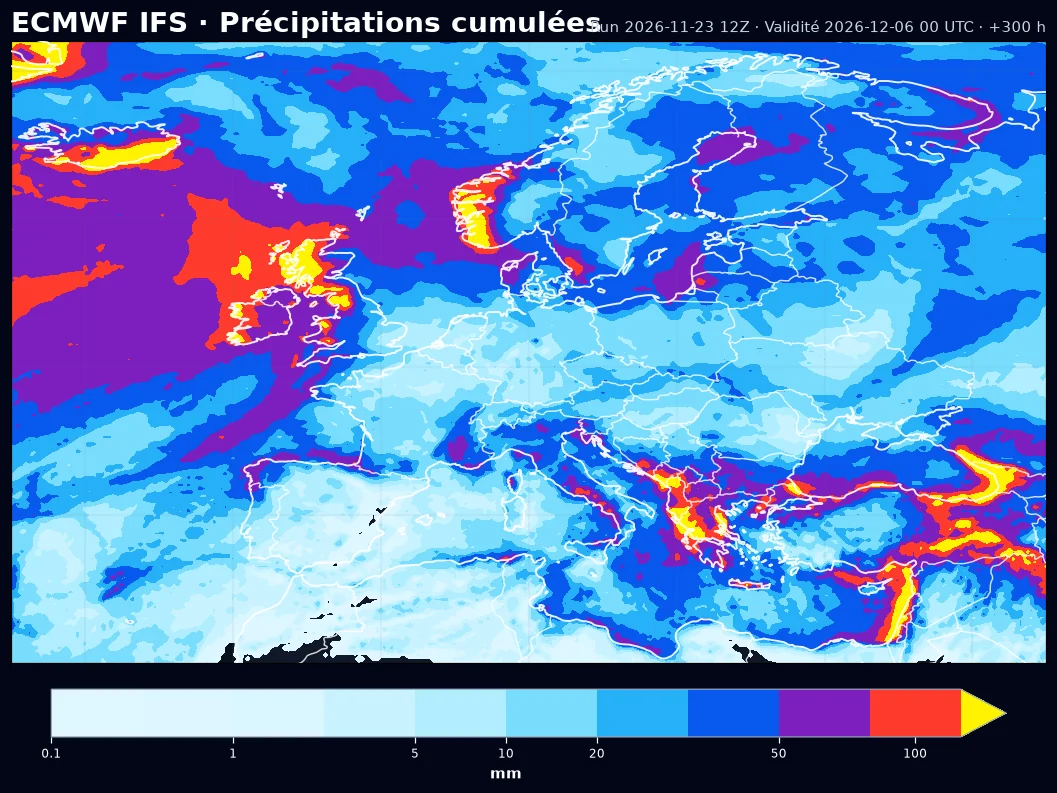 ECMWF IFS · Précipitations cumulées
Run 2026-11-23 12Z · Validité 2026-12-06 00 UTC · +300 h
0.1 1 5 10 20 50 100
mm